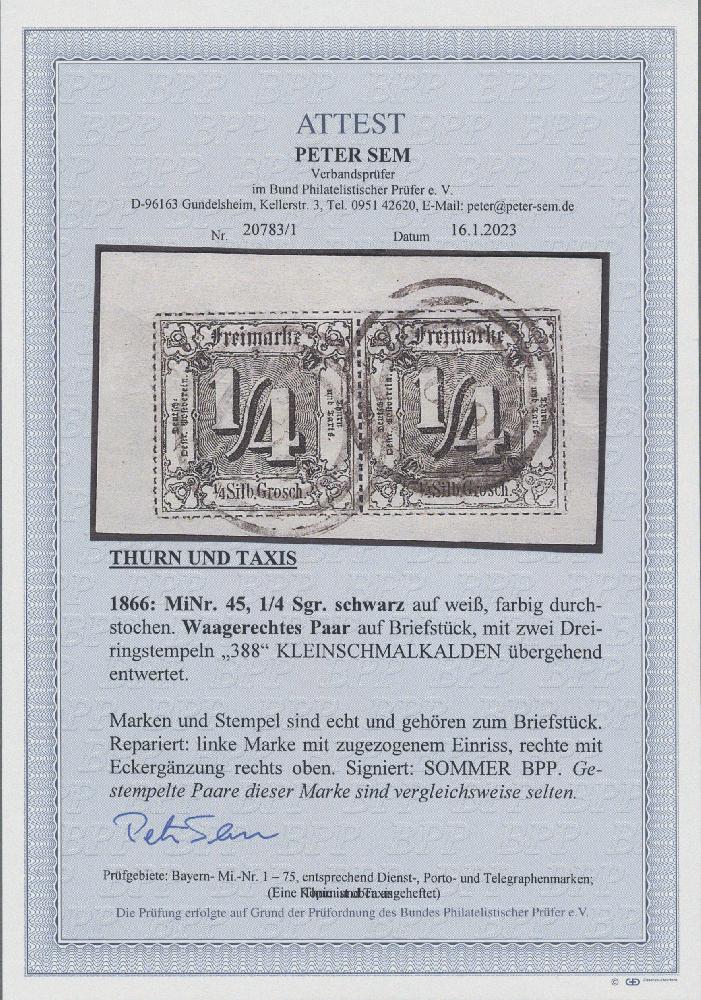 ATTEST
PETER SEM
Verbandsprüfer
im Bund Philatelistischer Prüfer e. V.
D-96163 Gundelsheim, Kellerstr. 3, Tel. 0951 42620, E-Mail: peter@peter-sem.de
Nr. 20783/1 Datum 16.1.2023
Freimarke Freimarke
1/4 1/4
1/4 Silb. Grosch. 1/4 Silb. Grosch.
THURN UND TAXIS
1866: MiNr. 45, 1/4 Sgr. schwarz auf weiß, farbig durch-
stochen. Waagerechtes Paar auf Briefstück, mit zwei Drei-
ringstempeln „388“ KLEINSCHMALKALDEN übergehend
entwertet.
Marken und Stempel sind echt und gehören zum Briefstück.
Repariert: linke Marke mit zugezogenem Einriss, rechte mit
Eckergänzung rechts oben. Signiert: SOMMER BPP. Ge-
stempelte Paare dieser Marke sind vergleichsweise selten.
Peter Sem
Prüfgebiete: Bayern- Mi.-Nr. 1 – 75, entsprechend Dienst-, Porto- und Telegraphenmarken;
(Eine
Die Prüfung erfolgte auf Grund der Prüfordnung des Bundes Philatelistischer Prüfer e.V.